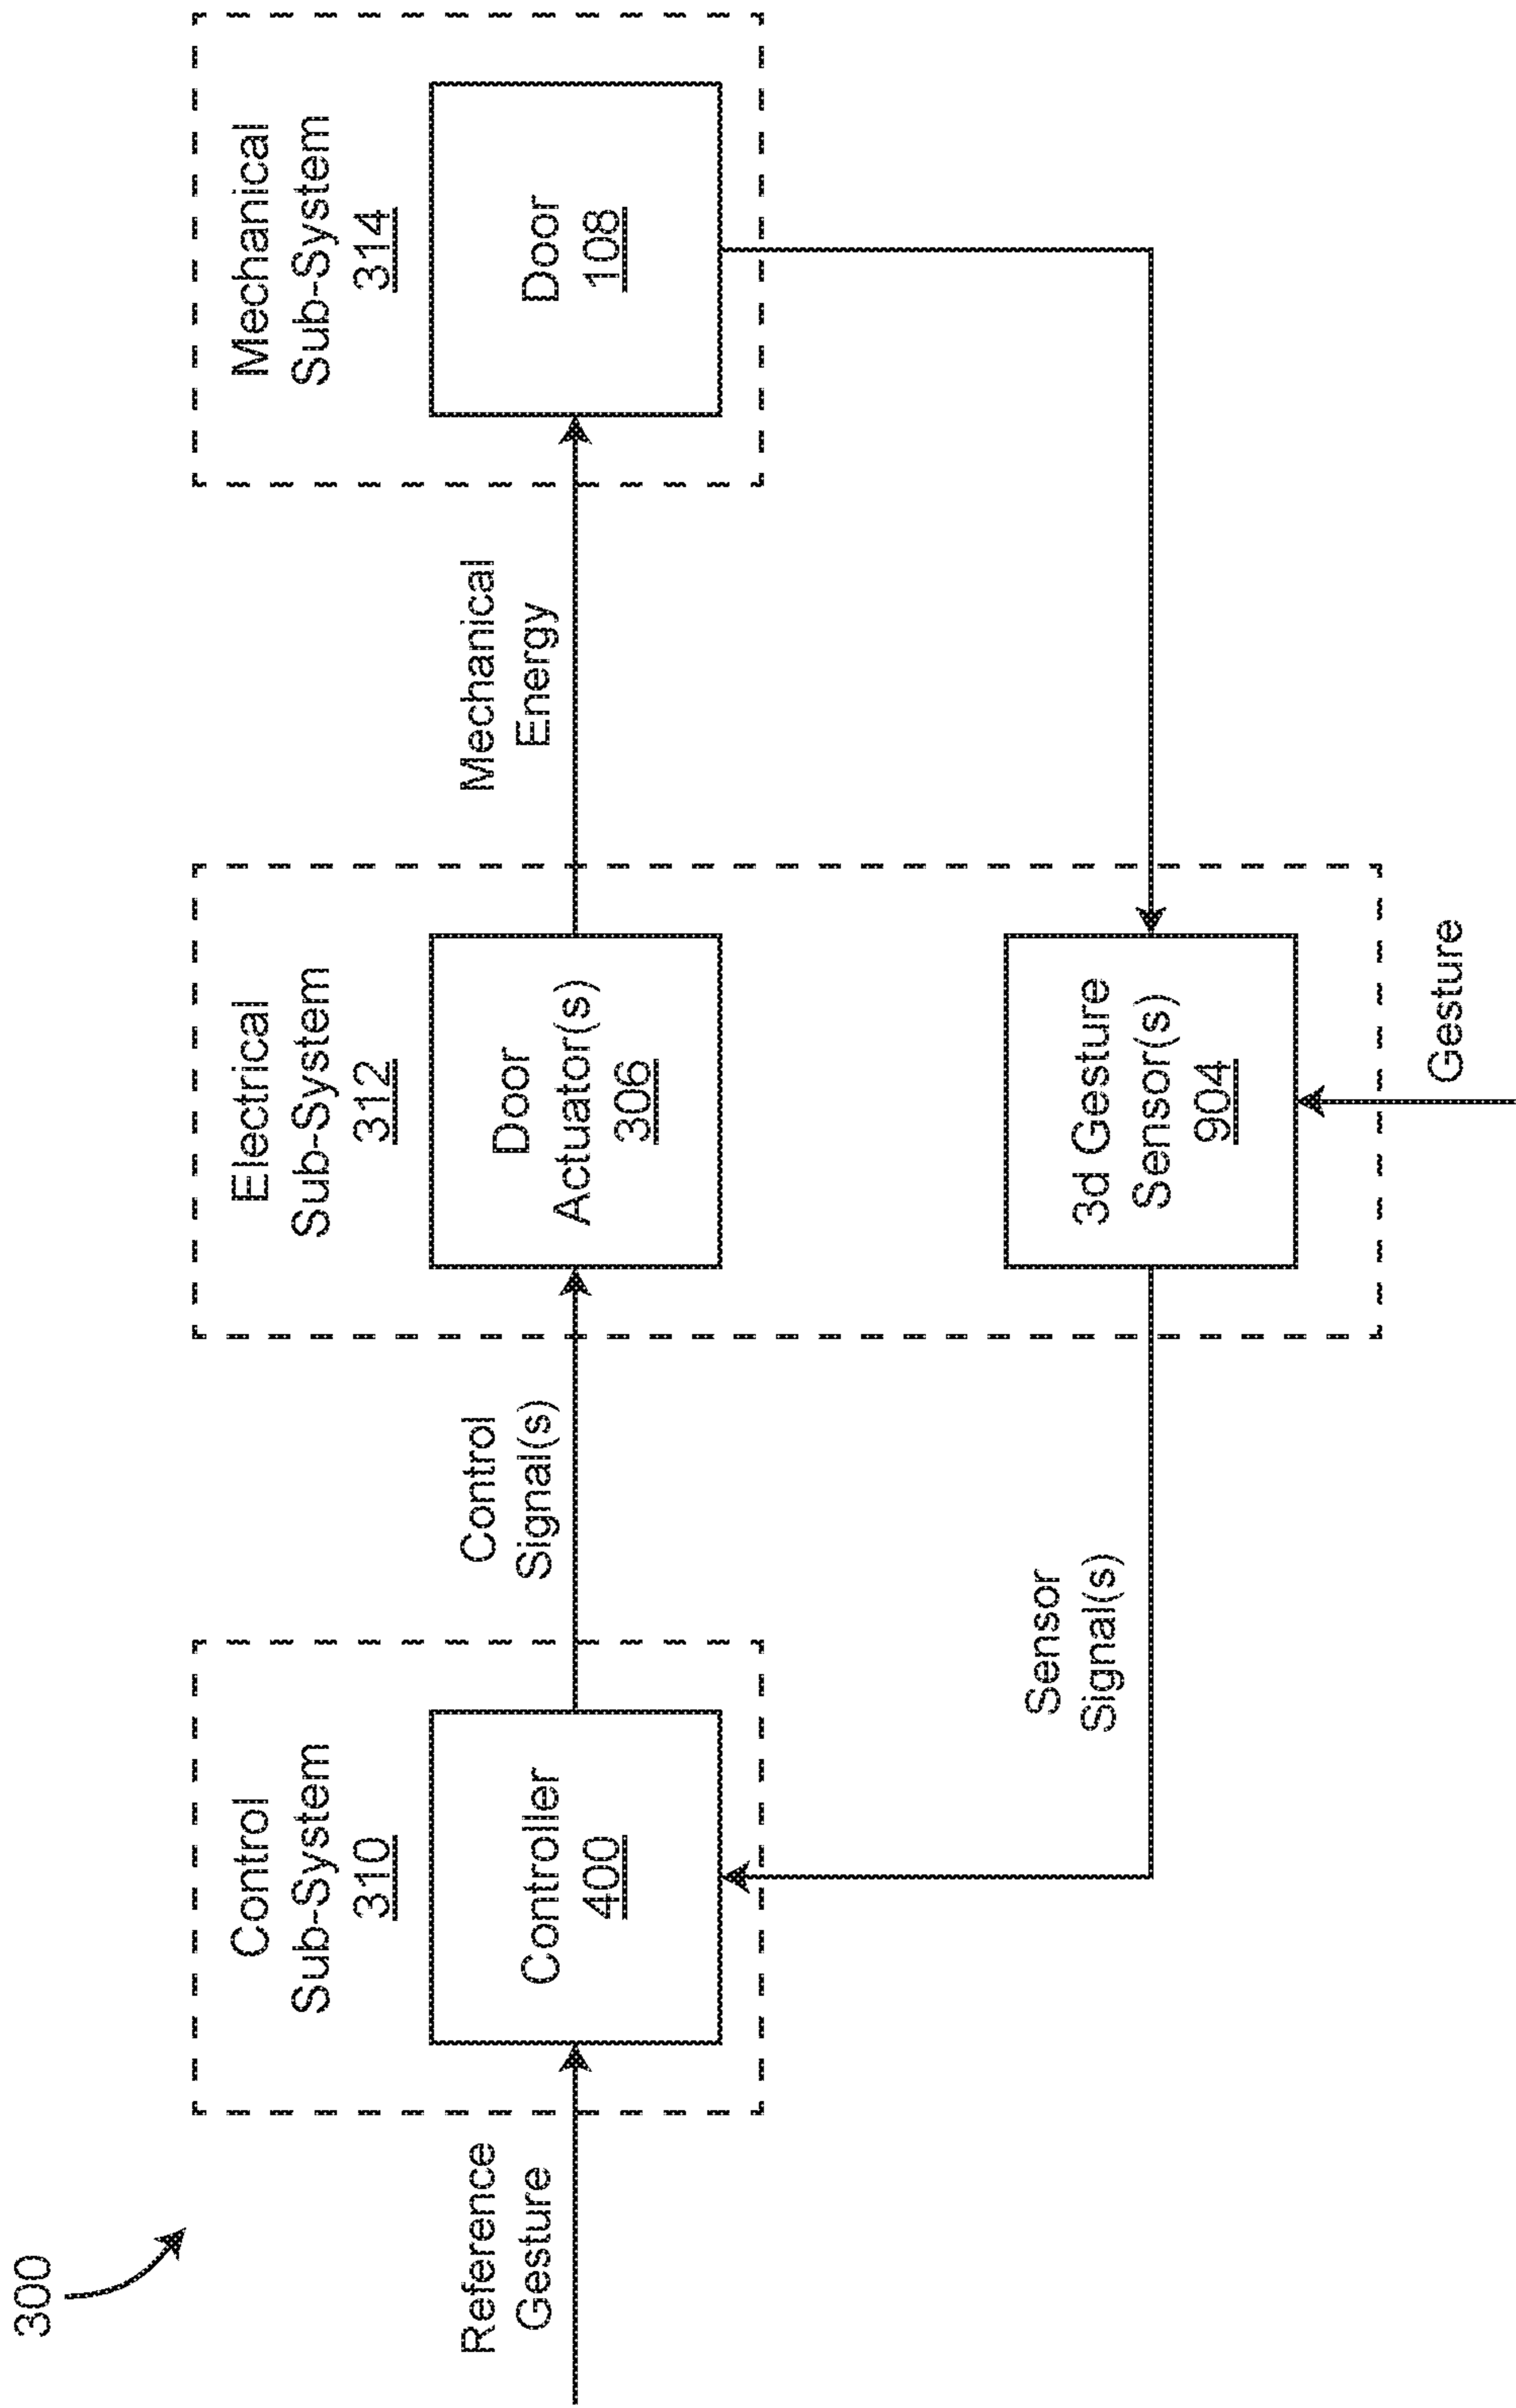 300
Reference
Gesture
Control
Sub-System
310
Controller
400
Control
Signal(s)
Electrical
Sub-System
312
Door
Actuator(s)
306
Mechanical
Energy
Mechanical
Sub-System
314
Door
108
Sensor
Signal(s)
3d Gesture
Sensor(s)
904
Gesture